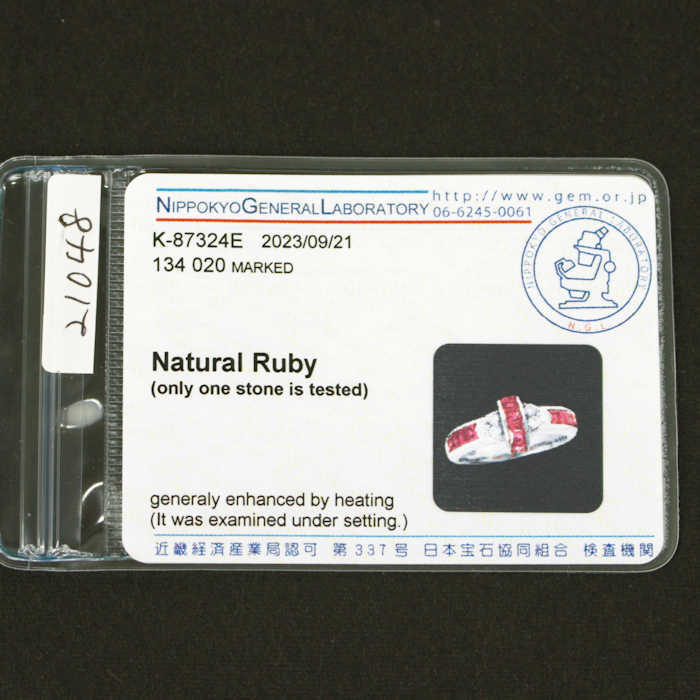 21048
NIPPOKYO GENERAL LABORATORY
http://www.gem.or.jp
06-6245-0061
K-87324E 2023/09/21
134 020 MARKED
NIPPOKYO GENERAL LABORATORY
N.G.L
Natural Ruby
(only one stone is tested)
generaly enhanced by heating
(It was examined under setting.)
近畿経済産業局認可 第337号 日本宝石協同組合 検査機関